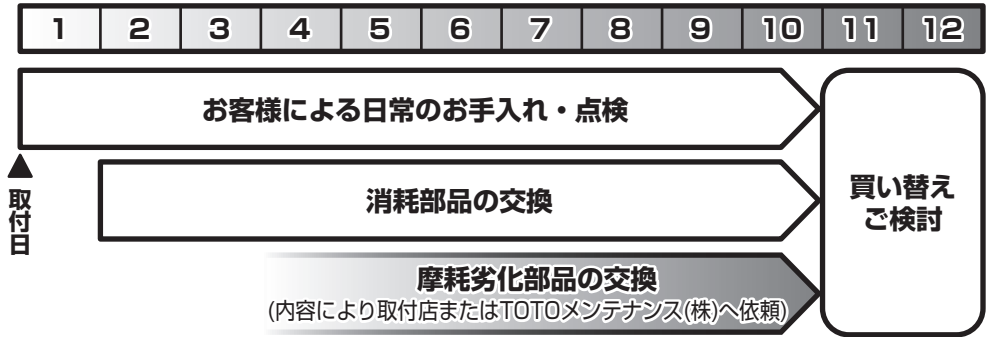 1 2 3 4 5 6 7 8 9 10 11 12
お客様による日常のお手入れ・点検
取付日
消耗部品の交換
摩耗劣化部品の交換
(内容により取付店またはTOTOメンテナンス(株)へ依頼)
買い替え
ご検討